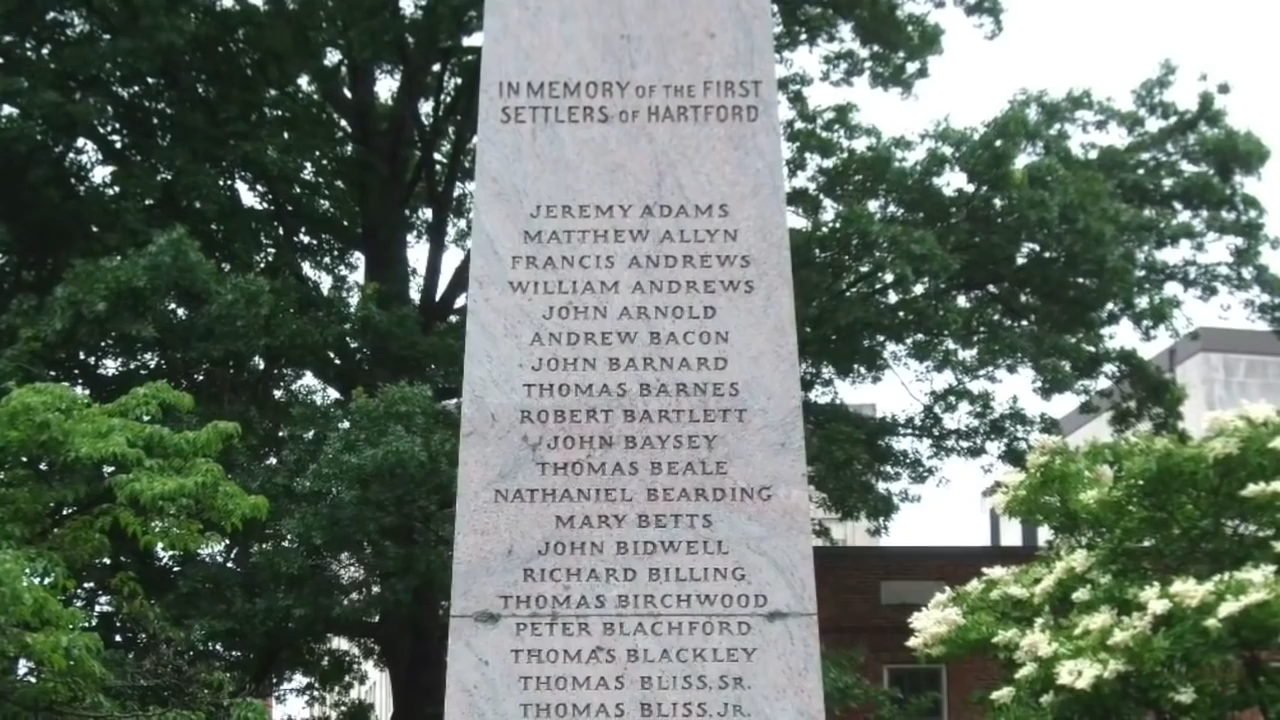 IN MEMORY OF THE FIRST
SETTLERS OF HARTFORD
JEREMY ADAMS
MATTHEW ALLYN
FRANCIS ANDREWS
WILLIAM ANDREWS
JOHN ARNOLD
ANDREW BACON
JOHN BARNARD
THOMAS BARNES
ROBERT BARTLETT
JOHN BAYSEY
THOMAS BEALE
NATHANIEL BEARDING
MARY BETTS
JOHN BIDWELL
RICHARD BILLING
THOMAS BIRCHWOOD
PETER BLACHFORD
THOMAS BLACKLEY
THOMAS BLISS, SR.
THOMAS BLISS, JR.